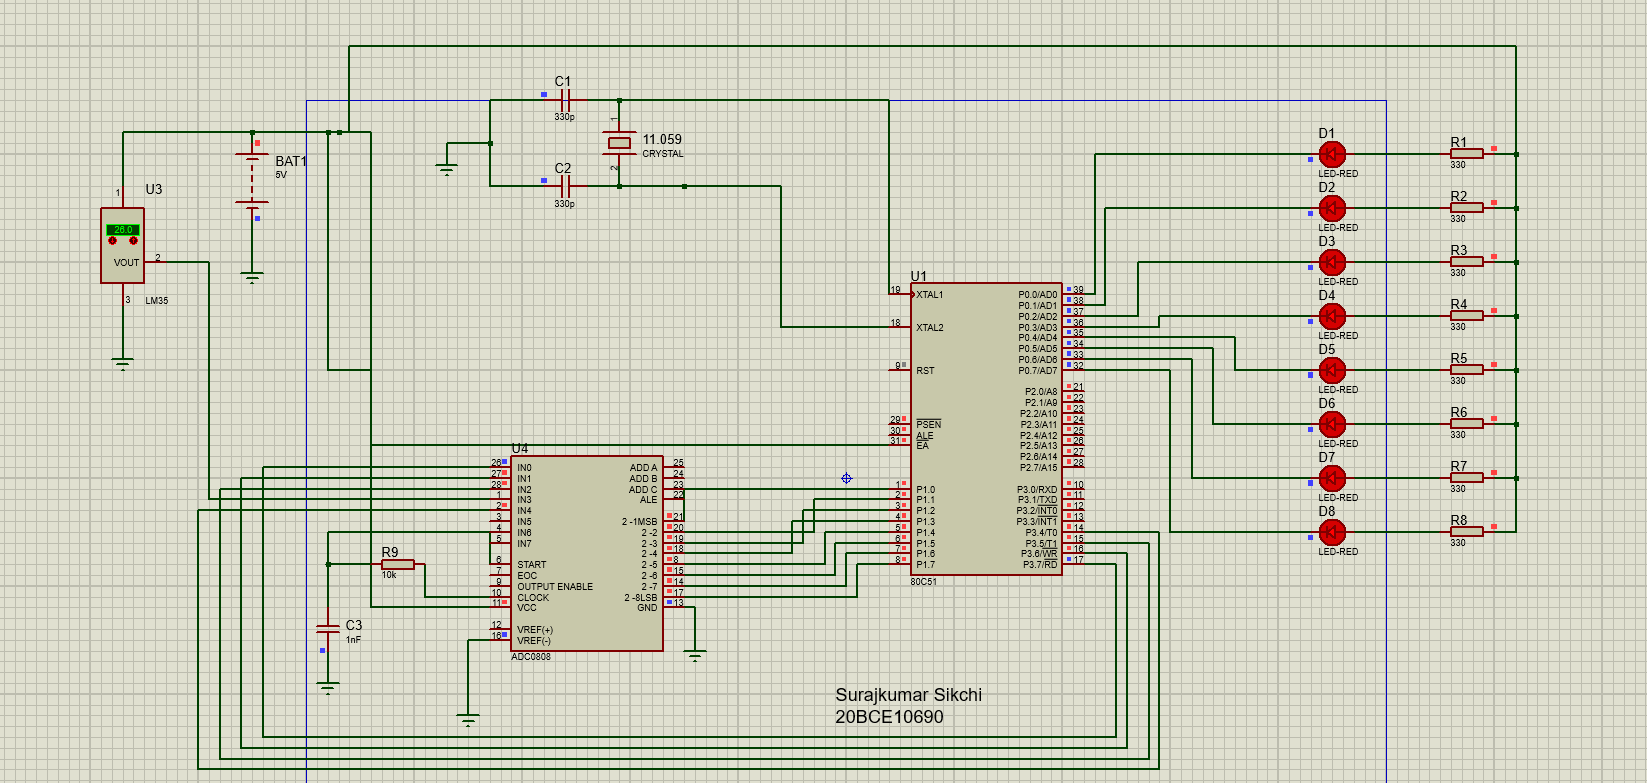 C1
330p
11.059
CRYSTAL
1
2
C2
330p
BAT1
5V
U3
1
26.0
VOUT
2
3
LM35
D1
LED-RED
R1
330
D2
LED-RED
R2
330
D3
LED-RED
R3
330
D4
LED-RED
R4
330
D5
LED-RED
R5
330
D6
LED-RED
R6
330
D7
LED-RED
R7
330
D8
LED-RED
R8
330
U1
19 XTAL1
18 XTAL2
9 RST
29 PSEN
30 ALE
31 EA
1 P1.0
2 P1.1
3 P1.2
4 P1.3
5 P1.4
6 P1.5
7 P1.6
8 P1.7
P0.0/AD0 39
P0.1/AD1 38
P0.2/AD2 37
P0.3/AD3 36
P0.4/AD4 35
P0.5/AD5 34
P0.6/AD6 33
P0.7/AD7 32
P2.0/A8 21
P2.1/A9 22
P2.2/A10 23
P2.3/A11 24
P2.4/A12 25
P2.5/A13 26
P2.6/A14 27
P2.7/A15 28
P3.0/RXD 10
P3.1/TXD 11
P3.2/INT0 12
P3.3/INT1 13
P3.4/T0 14
P3.5/T1 15
P3.6/WR 16
P3.7/RD 17
80C51
U4
26 IN0
27 IN1
28 IN2
1 IN3
2 IN4
3 IN5
4 IN6
5 IN7
6 START
7 EOC
9 OUTPUT ENABLE
10 CLOCK
11 VCC
12 VREF(+)
16 VREF(-)
ADD A 25
ADD B 24
ADD C 23
ALE 22
2 -1MSB 21
2 -2 20
2 -3 19
2 -4 18
2 -5 8
2 -6 15
2 -7 14
2 -8LSB 17
GND 13
ADC0808
R9
10k
C3
1nF
Surajkumar Sikchi
20BCE10690